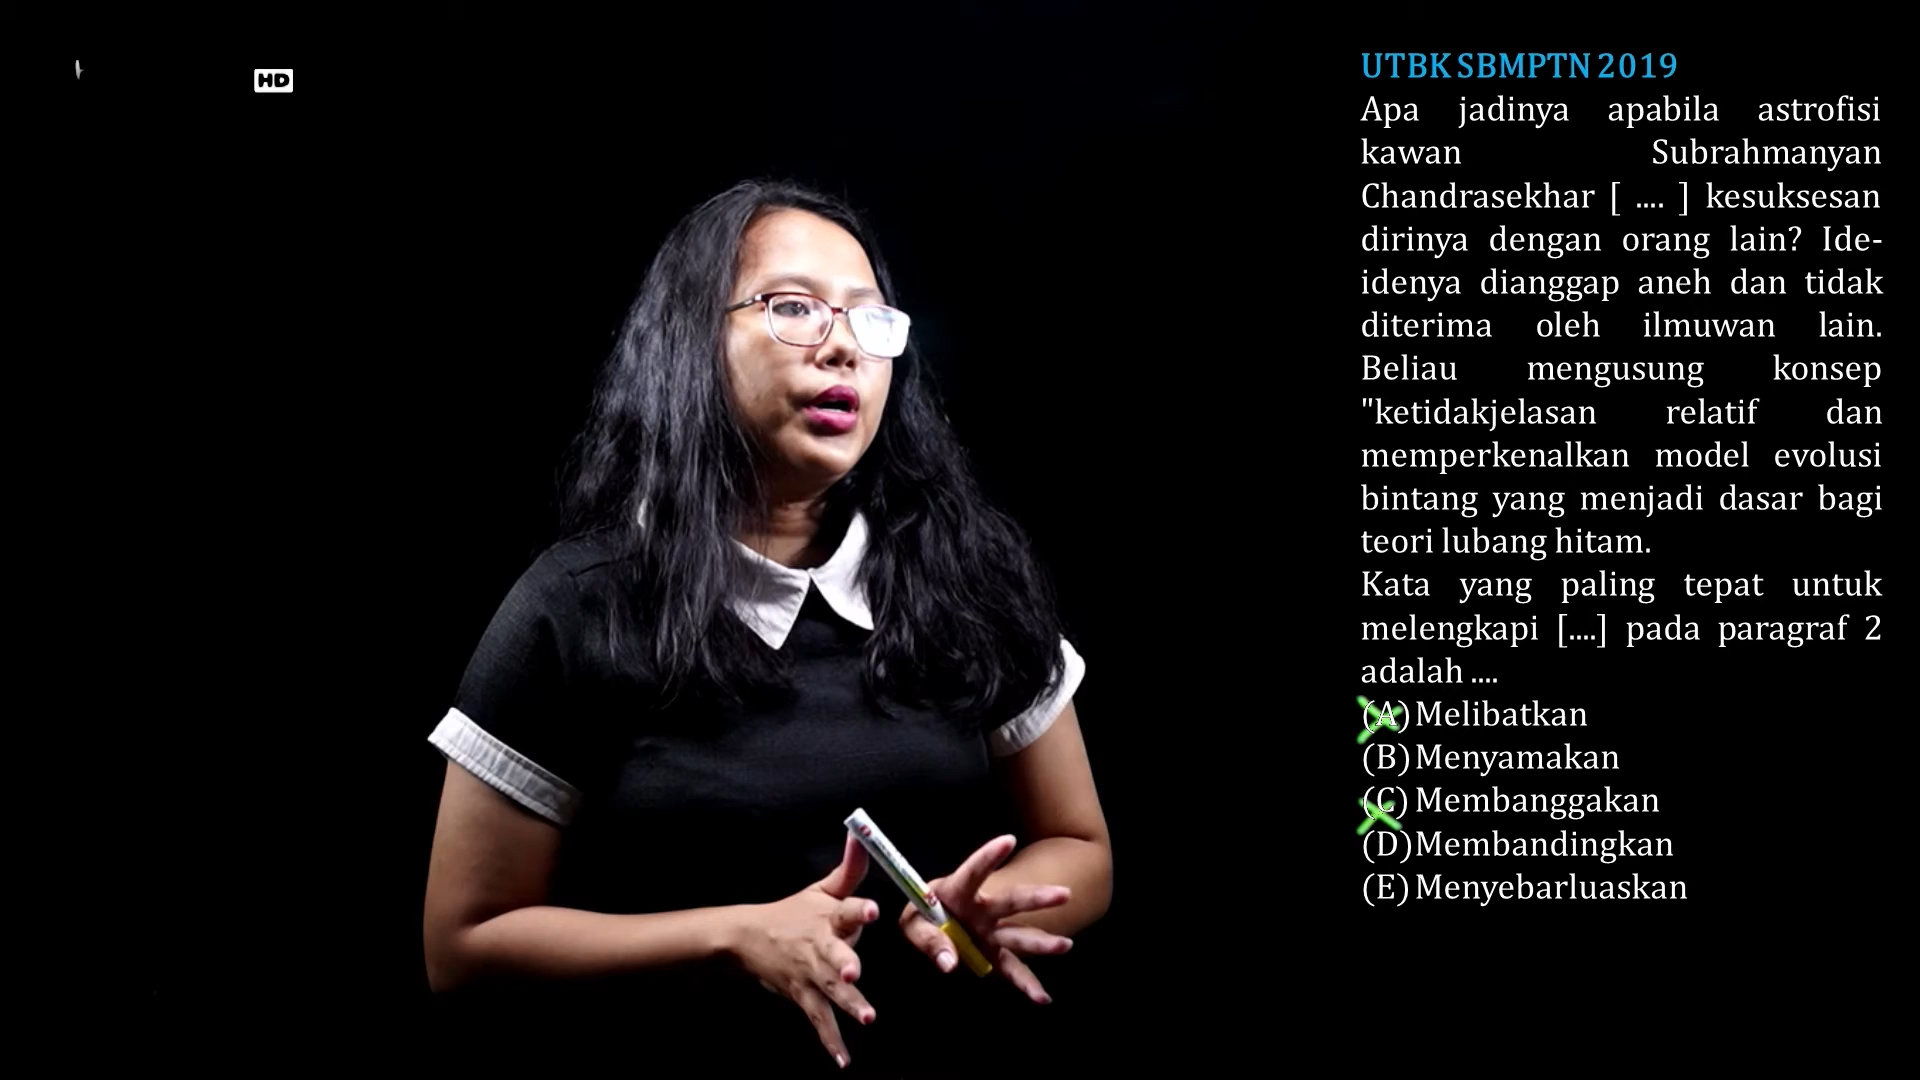 HD
UTBK SBMPTN 2019
Apa jadinya apabila astrofisi
kawan Subrahmanyan
Chandrasekhar [ .... ] kesuksesan
dirinya dengan orang lain? Ide-
idenya dianggap aneh dan tidak
diterima oleh ilmuwan lain.
Beliau mengusung konsep
"ketidakjelasan relatif dan
memperkenalkan model evolusi
bintang yang menjadi dasar bagi
teori lubang hitam.
Kata yang paling tepat untuk
melengkapi [....] pada paragraf 2
adalah ....
(A) Melibatkan
(B) Menyamakan
(C) Membanggakan
(D) Membandingkan
(E) Menyebarluaskan